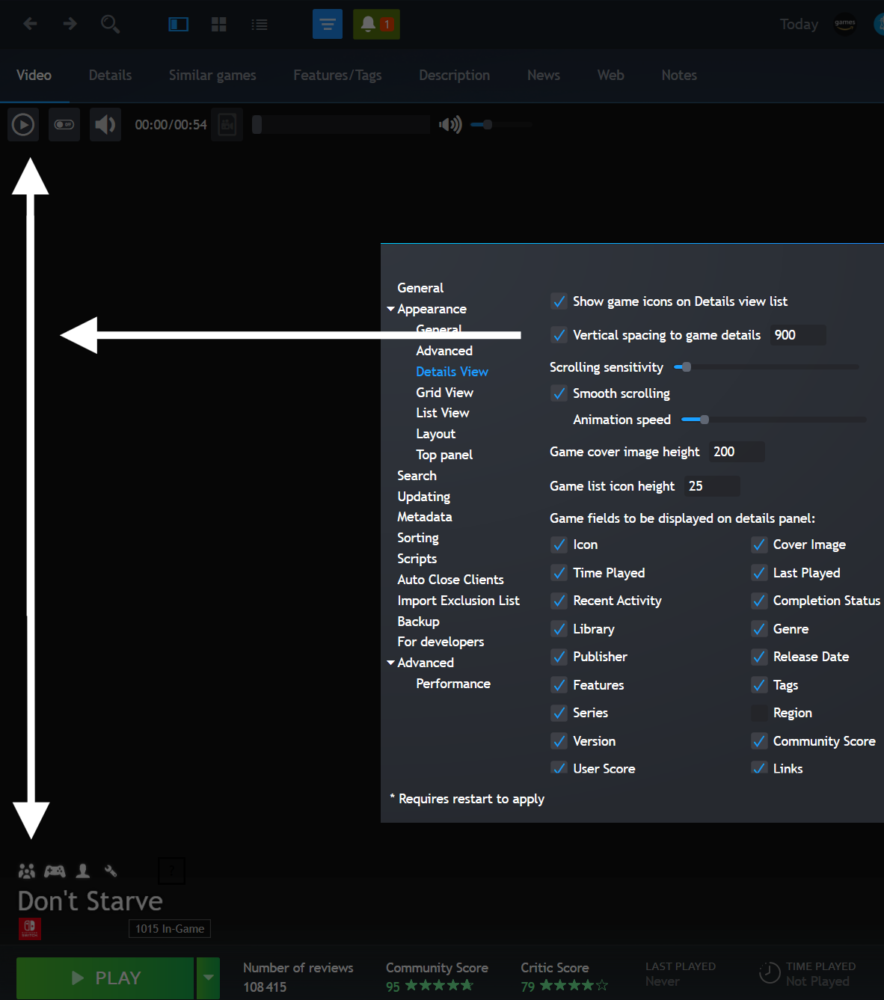 1
Today
games
Video
Details
Similar games
Features/Tags
Description
News
Web
Notes
OFF
00:00/00:54
General
Appearance
General
Advanced
Details View
Grid View
List View
Layout
Top panel
Search
Updating
Metadata
Sorting
Scripts
Auto Close Clients
Import Exclusion List
Backup
For developers
Advanced
Performance
Show game icons on Details view list
Vertical spacing to game details 900
Scrolling sensitivity
Smooth scrolling
Animation speed
Game cover image height 200
Game list icon height 25
Game fields to be displayed on details panel:
Icon
Cover Image
Time Played
Last Played
Recent Activity
Completion Status
Library
Genre
Publisher
Release Date
Features
Tags
Series
Region
Version
Community Score
User Score
Links
* Requires restart to apply
?
Don't Starve
SWITCH
1015 In-Game
PLAY
Number of reviews
108 415
Community Score
95
Critic Score
79
LAST PLAYED
Never
TIME PLAYED
Not Played